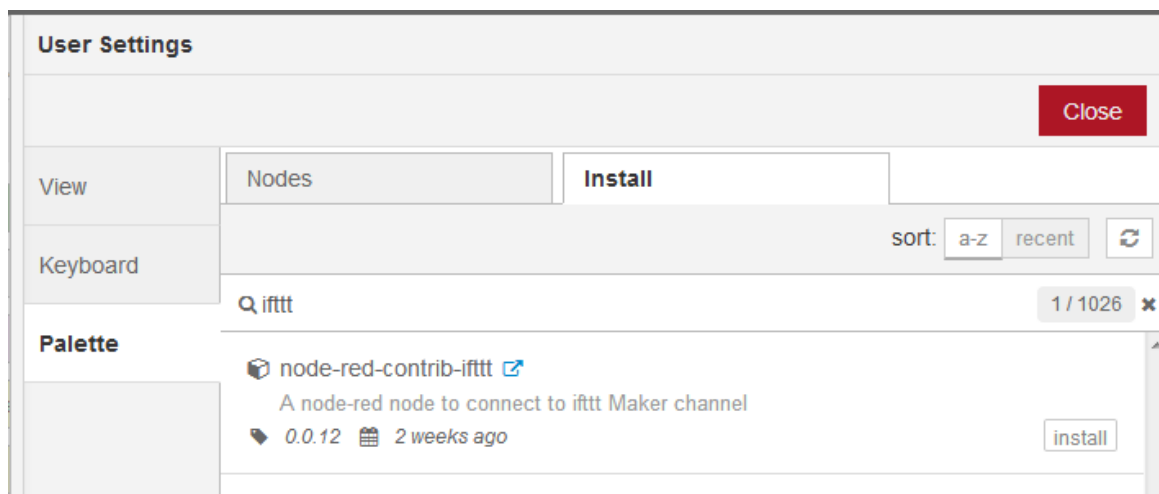 User Settings
Close
View
Nodes
Install
sort: a-z recent
Keyboard
ifttt
1 / 1026
Palette
node-red-contrib-ifttt
A node-red node to connect to ifttt Maker channel
0.0.12 2 weeks ago
install